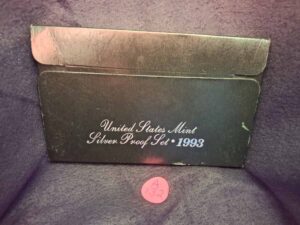 United States Mint
Silver Proof Set • 1993